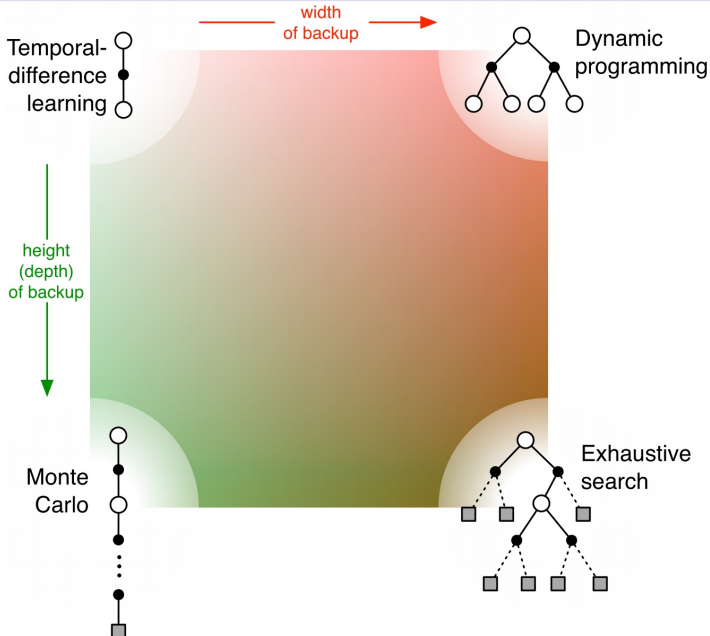 width
of backup
Temporal-
difference
learning
Dynamic
programming
height
(depth)
of backup
Monte
Carlo
Exhaustive
search